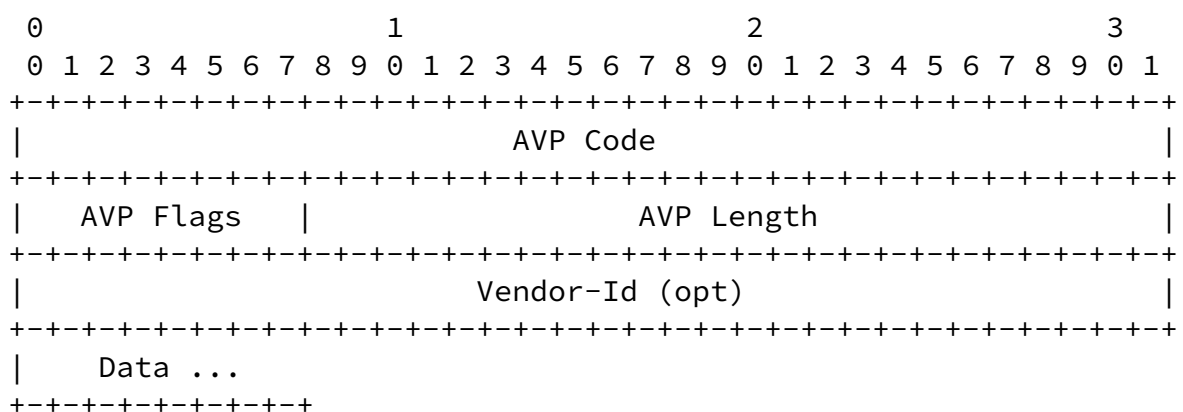 0                   1                   2                   3
 0 1 2 3 4 5 6 7 8 9 0 1 2 3 4 5 6 7 8 9 0 1 2 3 4 5 6 7 8 9 0 1
+-+-+-+-+-+-+-+-+-+-+-+-+-+-+-+-+-+-+-+-+-+-+-+-+-+-+-+-+-+-+-+-+
|                           AVP Code                            |
+-+-+-+-+-+-+-+-+-+-+-+-+-+-+-+-+-+-+-+-+-+-+-+-+-+-+-+-+-+-+-+-+
|   AVP Flags   |                  AVP Length                   |
+-+-+-+-+-+-+-+-+-+-+-+-+-+-+-+-+-+-+-+-+-+-+-+-+-+-+-+-+-+-+-+-+
|                         Vendor-Id (opt)                       |
+-+-+-+-+-+-+-+-+-+-+-+-+-+-+-+-+-+-+-+-+-+-+-+-+-+-+-+-+-+-+-+-+
|    Data ...
+-+-+-+-+-+-+-+-+